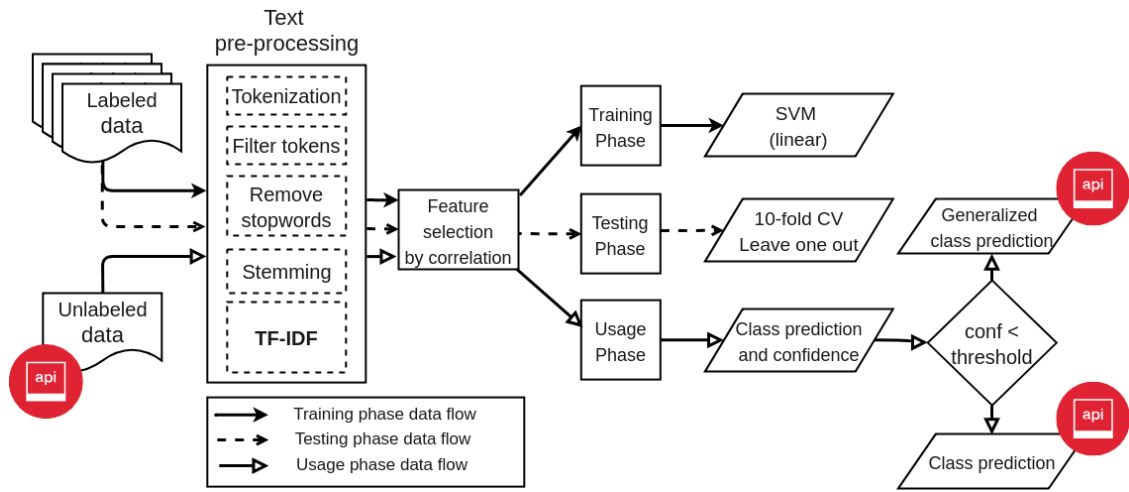 Text
pre-processing
Labeled
data
Tokenization
Filter tokens
Remove
stopwords
Stemming
TF-IDF
Unlabeled
data
api
Feature
selection
by correlation
Training
Phase
SVM
(linear)
Testing
Phase
10-fold CV
Leave one out
Usage
Phase
Class prediction
and confidence
api
Generalized
class prediction
conf <
threshold
api
Class prediction
Training phase data flow
Testing phase data flow
Usage phase data flow